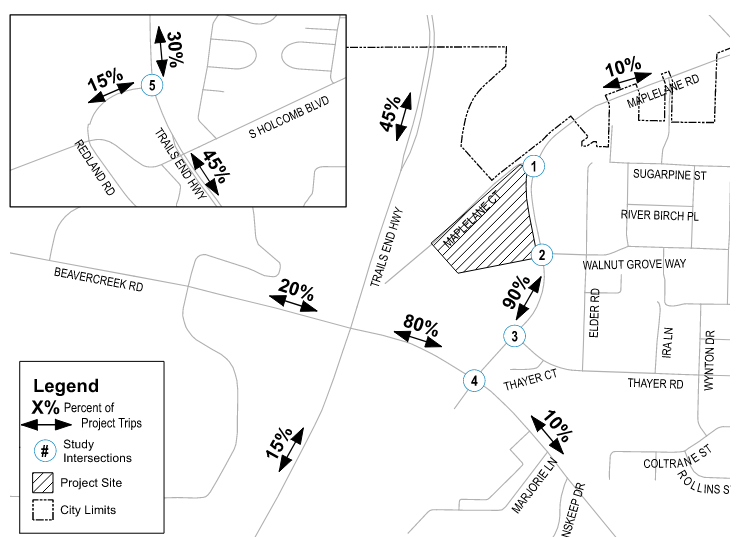 30%
15%
5
S HOLCOMB BLVD
REDLAND RD
TRAILS END HWY
45%
45%
10%
MAPLELANE RD
1
SUGARPINE ST
MAPLELANE CT
RIVER BIRCH PL
TRAILS END HWY
2
WALNUT GROVE WAY
BEAVERCREEK RD
20%
90%
ELDER RD
80%
3
IRA LN
WYNTON DR
4
THAYER CT
THAYER RD
15%
10%
MARJORIE LN
NSKEEP DR
COLTRANE ST
ROLLINS S
Legend
X% Percent of
Project Trips
# Study
Intersections
Project Site
City Limits